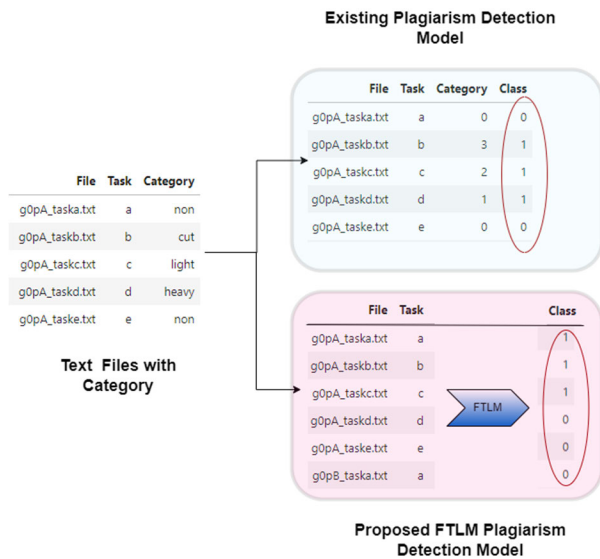 Existing Plagiarism Detection
Model
File Task Category Class
g0pA_taska.txt a 0 0
g0pA_taskb.txt b 3 1
g0pA_taskc.txt c 2 1
g0pA_taskd.txt d 1 1
g0pA_taske.txt e 0 0
File Task Category
g0pA_taska.txt a non
g0pA_taskb.txt b cut
g0pA_taskc.txt c light
g0pA_taskd.txt d heavy
g0pA_taske.txt e non
Text Files with
Category
File Task Class
g0pA_taska.txt a 1
g0pA_taskb.txt b 1
g0pA_taskc.txt c 1
g0pA_taskd.txt d FTLM 0
g0pA_taske.txt e 0
g0pB_taska.txt a 0
Proposed FTLM Plagiarism
Detection Model